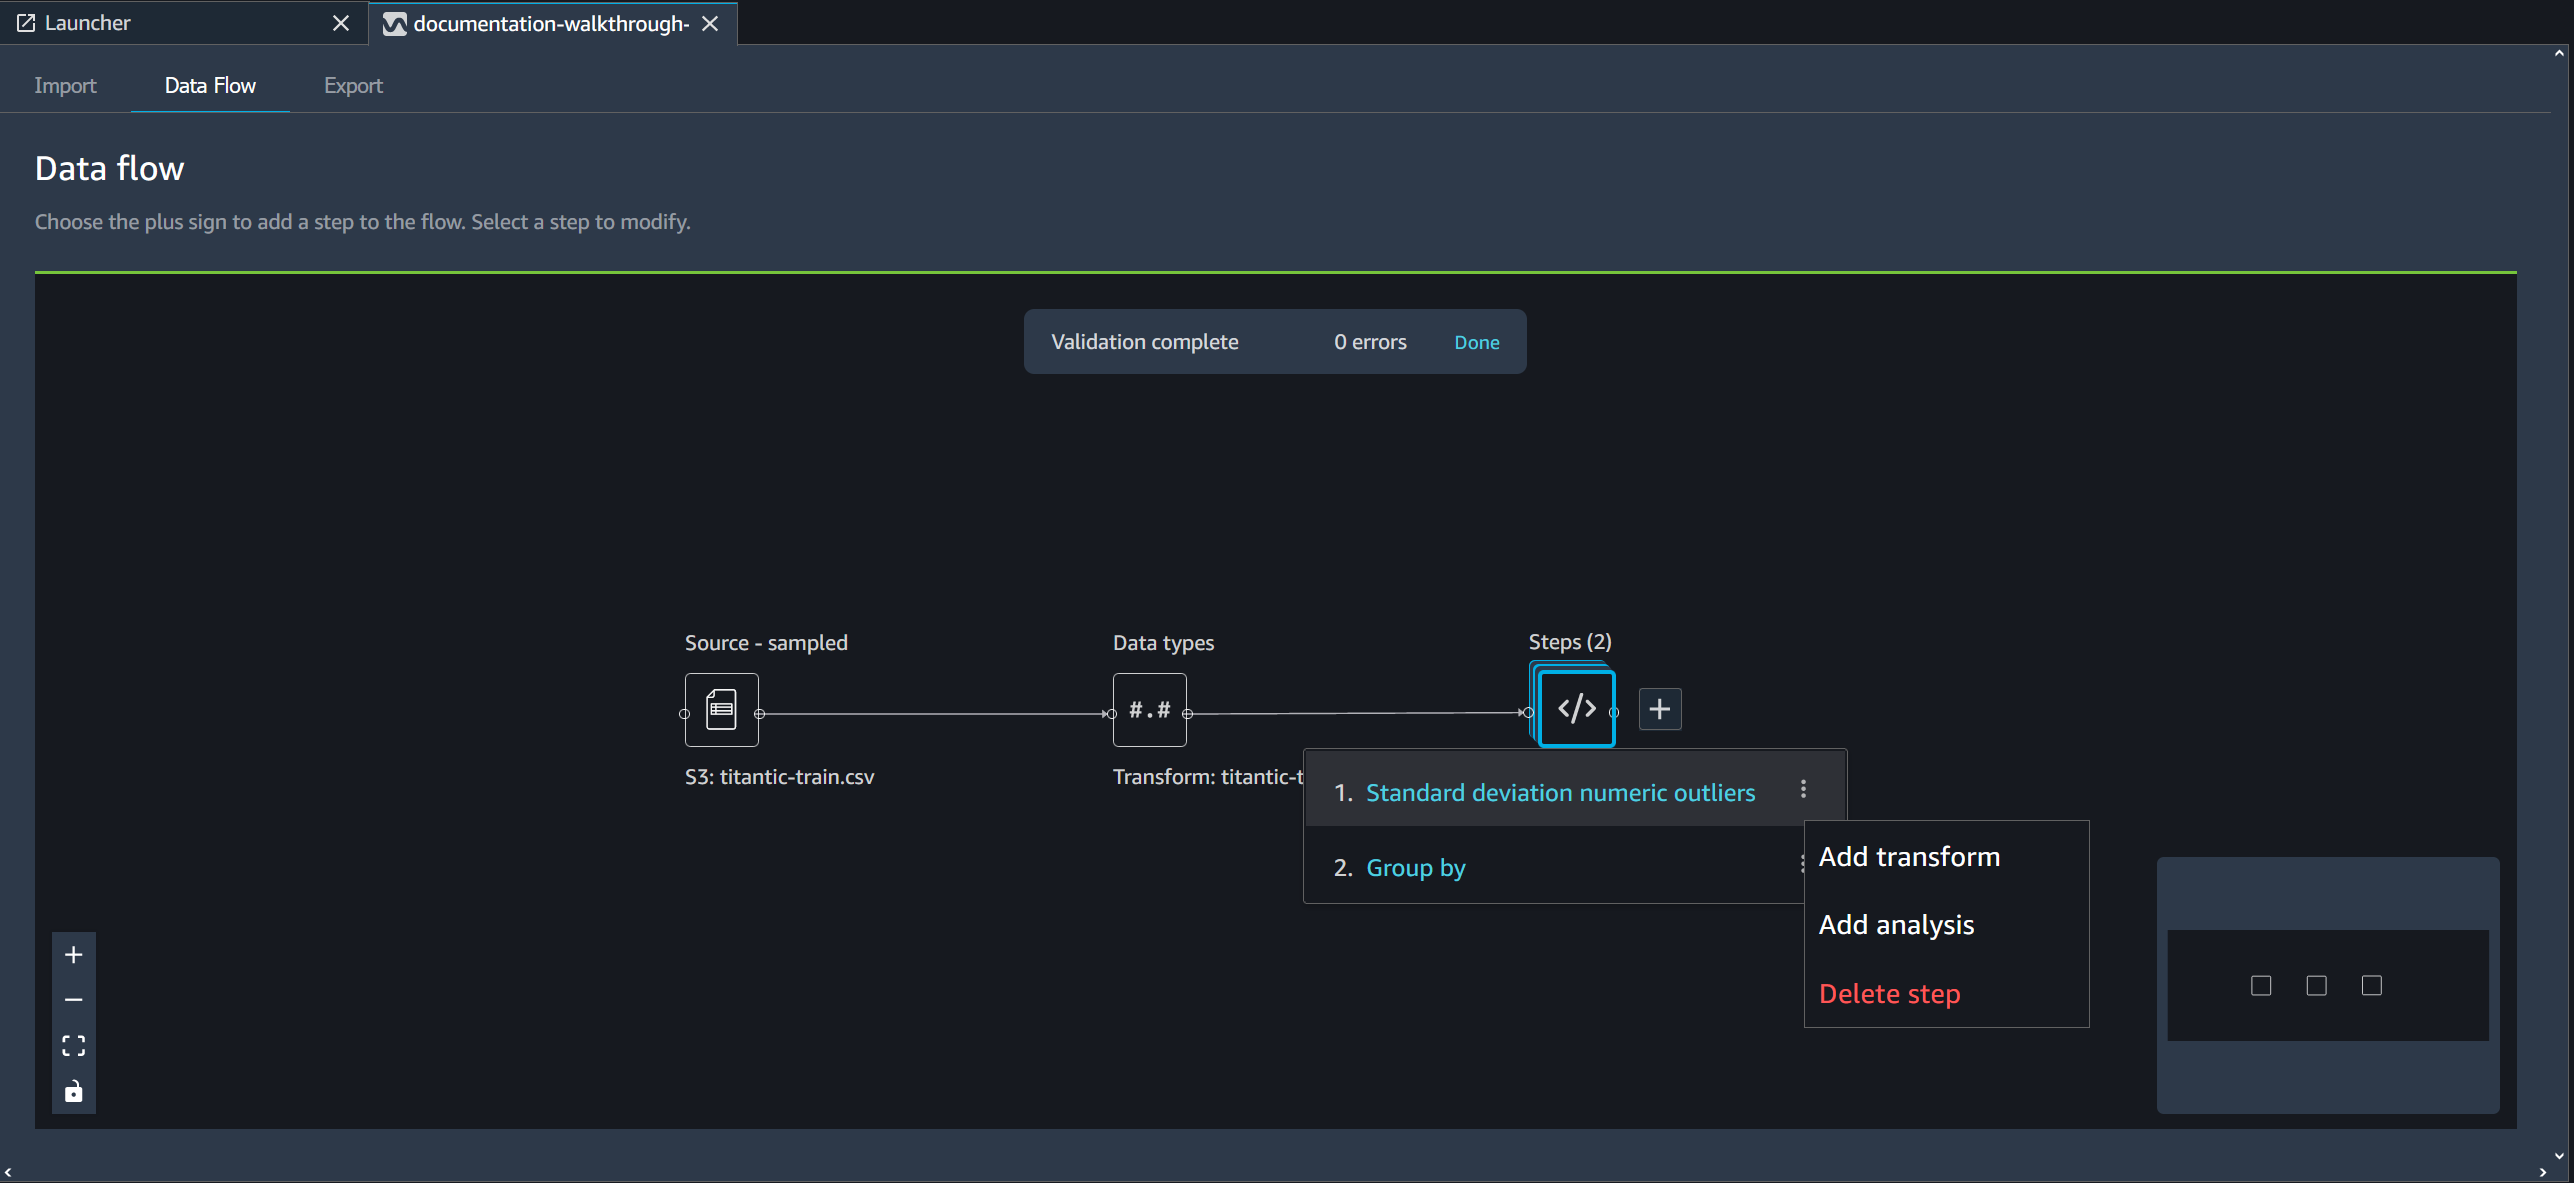 Launcher
documentation-walkthrough-
Import
Data Flow
Export
Data flow
Choose the plus sign to add a step to the flow. Select a step to modify.
Validation complete
0 errors
Done
Source - sampled
Data types
Steps (2)
#.#
</>
S3: titantic-train.csv
Transform: titantic-t
1. Standard deviation numeric outliers
2. Group by
Add transform
Add analysis
Delete step